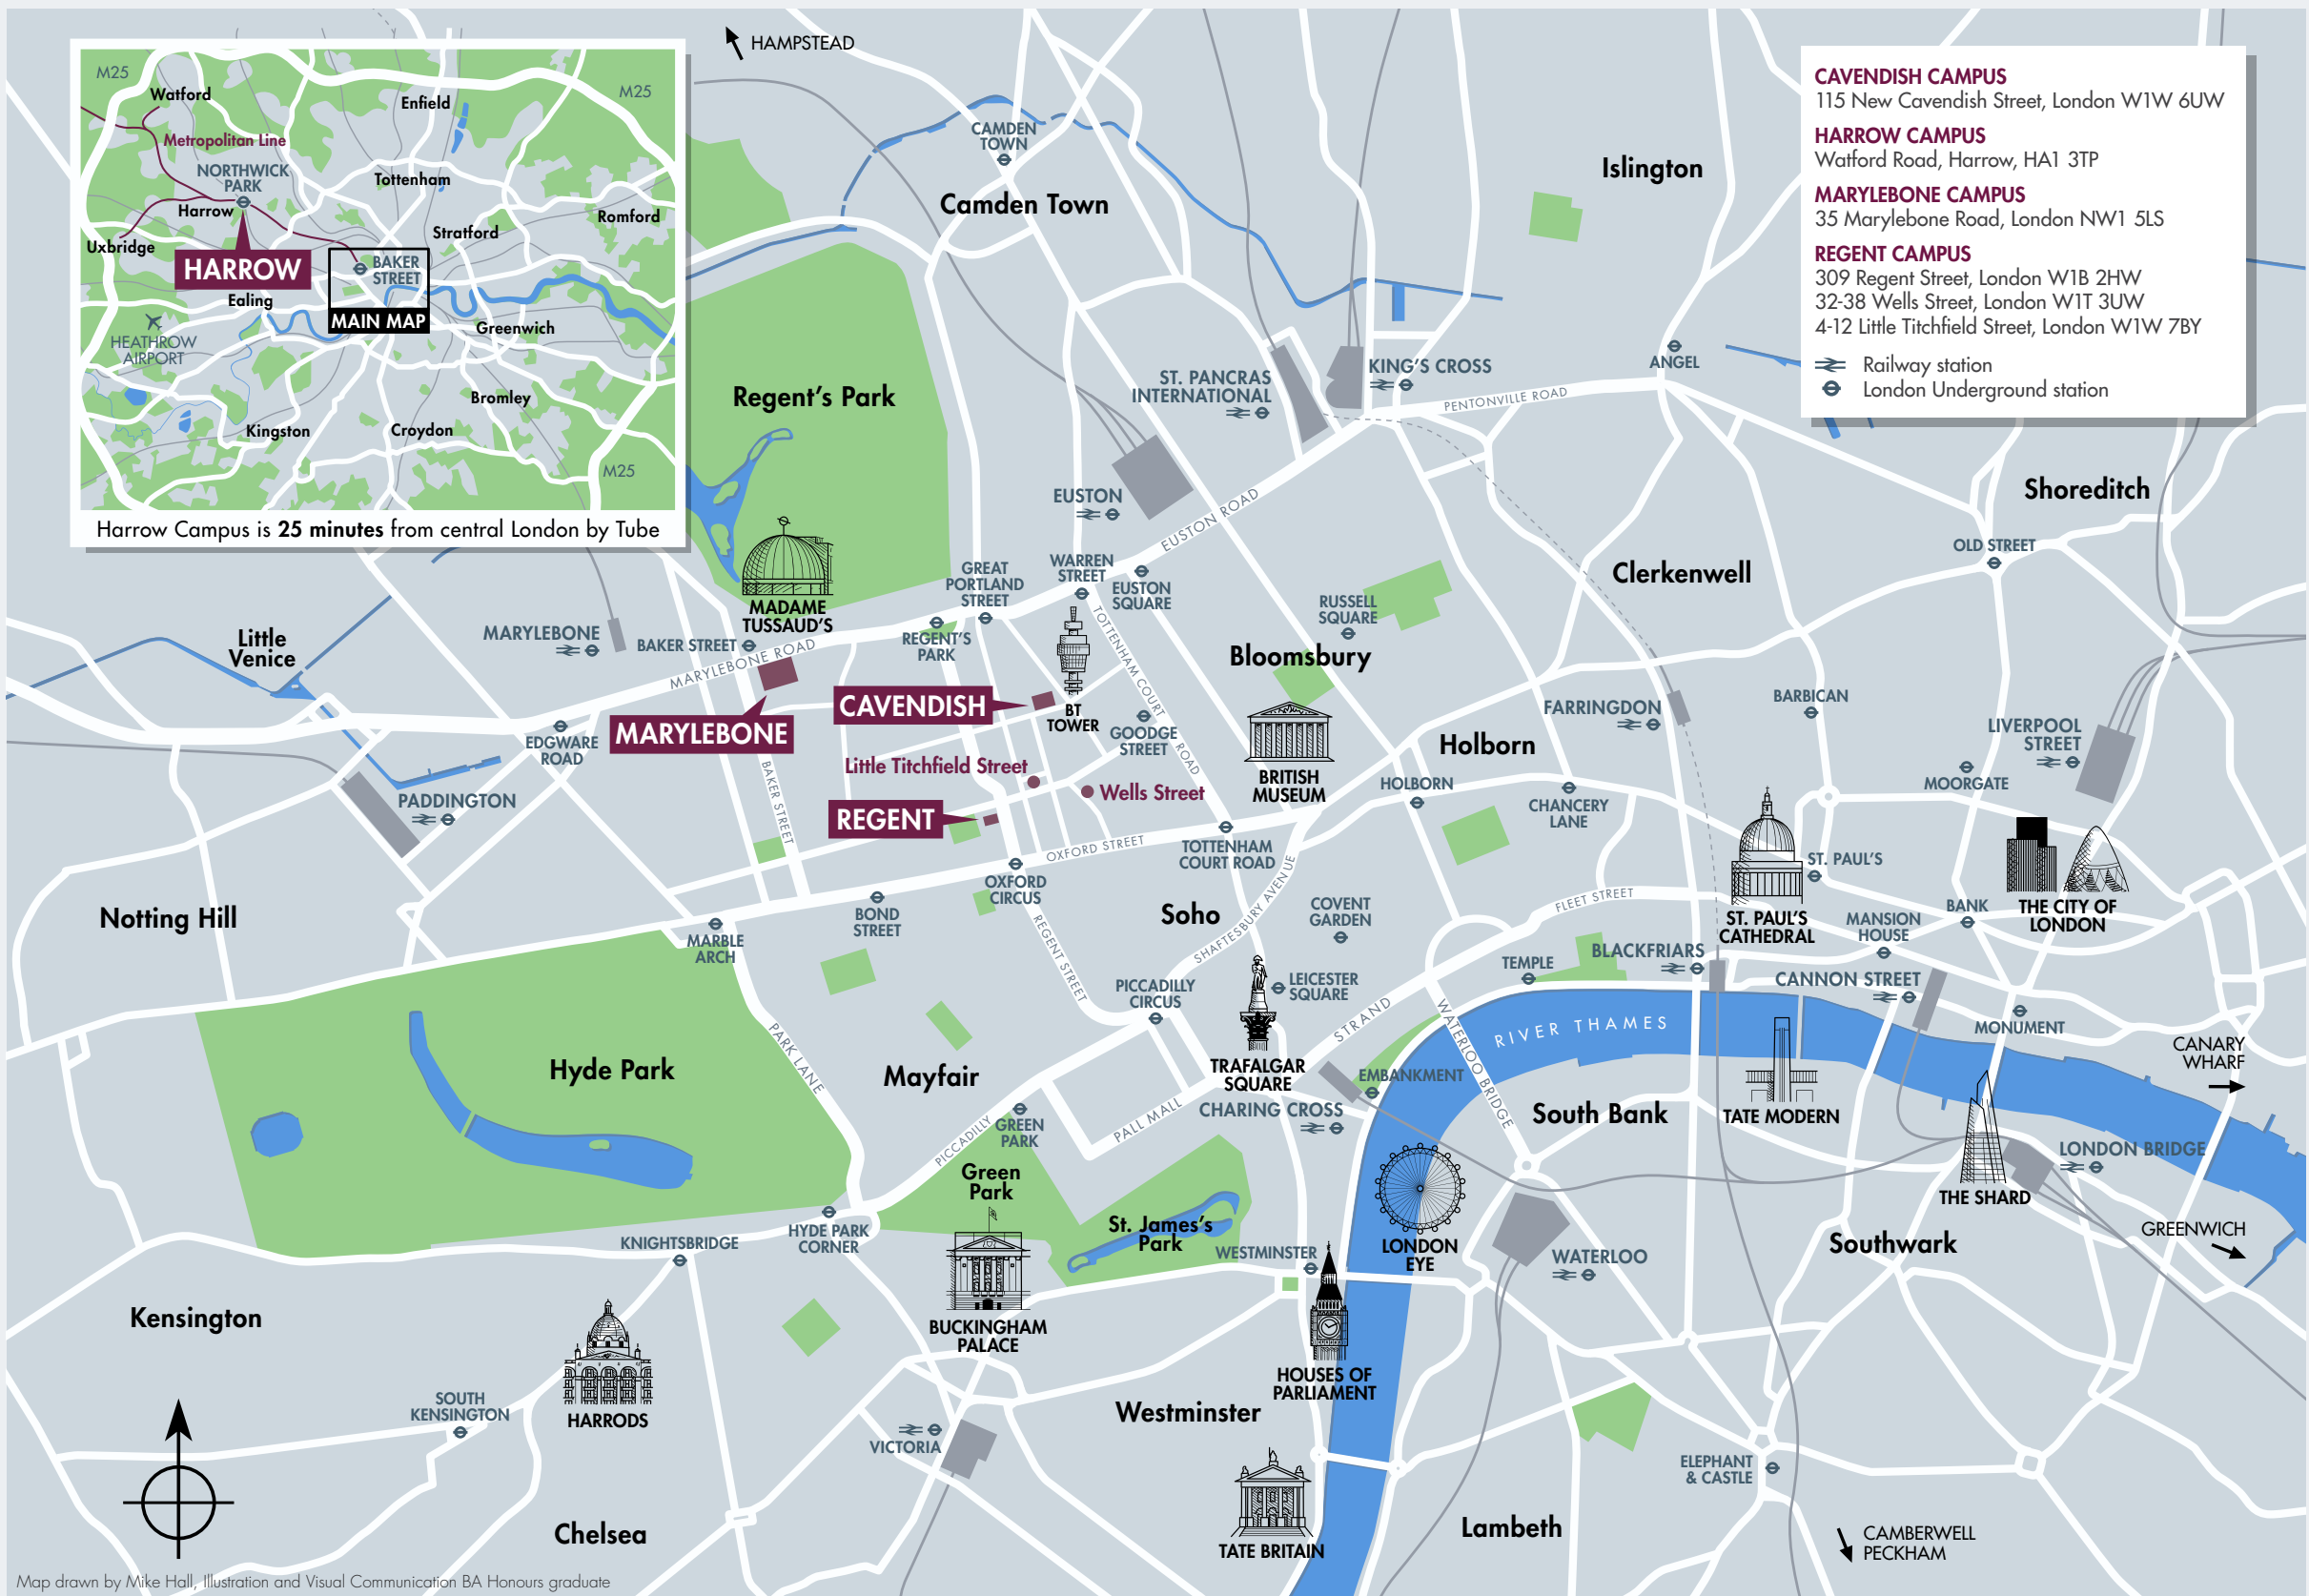 HAMPSTEAD
M25
M25
Watford
Enfield
Metropolitan Line
NORTHWICK
PARK
Tottenham
Harrow
Romford
Uxbridge
Stratford
HARROW
BAKER
STREET
Ealing
MAIN MAP
Greenwich
HEATHROW
AIRPORT
Bromley
Kingston
Croydon
M25
Harrow Campus is 25 minutes from central London by Tube
CAVENDISH CAMPUS
115 New Cavendish Street, London W1W 6UW
HARROW CAMPUS
Watford Road, Harrow, HA1 3TP
MARYLEBONE CAMPUS
35 Marylebone Road, London NW1 5LS
REGENT CAMPUS
309 Regent Street, London W1B 2HW
32-38 Wells Street, London W1T 3UW
4-12 Little Titchfield Street, London W1W 7BY
Railway station
London Underground station
CAMDEN
TOWN
Camden Town
Islington
ANGEL
KING'S CROSS
ST. PANCRAS
INTERNATIONAL
PENTONVILLE ROAD
Regent's Park
EUSTON
EUSTON ROAD
Shoreditch
OLD STREET
Clerkenwell
WARREN
STREET
EUSTON
SQUARE
GREAT
PORTLAND
STREET
MADAME
TUSSAUD'S
REGENT'S
PARK
RUSSELL
SQUARE
Bloomsbury
Little
Venice
MARYLEBONE
BAKER STREET
MARYLEBONE ROAD
TOTTENHAM COURT ROAD
CAVENDISH
BT
TOWER
GOODGE
STREET
MARYLEBONE
EDGWARE
ROAD
BAKER STREET
Little Titchfield Street
Wells Street
REGENT
BRITISH
MUSEUM
Holborn
HOLBORN
FARRINGDON
BARBICAN
CHANCERY
LANE
LIVERPOOL
STREET
MOORGATE
PADDINGTON
OXFORD STREET
TOTTENHAM
COURT ROAD
OXFORD
CIRCUS
ST. PAUL'S
ST. PAUL'S
CATHEDRAL
THE CITY OF
LONDON
BANK
MANSION
HOUSE
FLEET STREET
Notting Hill
MARBLE
ARCH
BOND
STREET
REGENT STREET
Soho
SHAFTESBURY AVENUE
COVENT
GARDEN
LEICESTER
SQUARE
PICCADILLY
CIRCUS
TEMPLE
BLACKFRIARS
CANNON STREET
MONUMENT
CANARY
WHARF
STRAND
WATERLOO BRIDGE
RIVER THAMES
Hyde Park
PARK LANE
Mayfair
TRAFALGAR
SQUARE
EMBANKMENT
CHARING CROSS
PALL MALL
PICCADILLY
GREEN
PARK
Green
Park
South Bank
TATE MODERN
LONDON BRIDGE
THE SHARD
GREENWICH
Southwark
St. James's
Park
HYDE PARK
CORNER
KNIGHTSBRIDGE
WESTMINSTER
LONDON
EYE
WATERLOO
Kensington
BUCKINGHAM
PALACE
HOUSES OF
PARLIAMENT
HARRODS
SOUTH
KENSINGTON
VICTORIA
Westminster
ELEPHANT
& CASTLE
Chelsea
TATE BRITAIN
Lambeth
CAMBERWELL
PECKHAM
Map drawn by Mike Hall, Illustration and Visual Communication BA Honours graduate